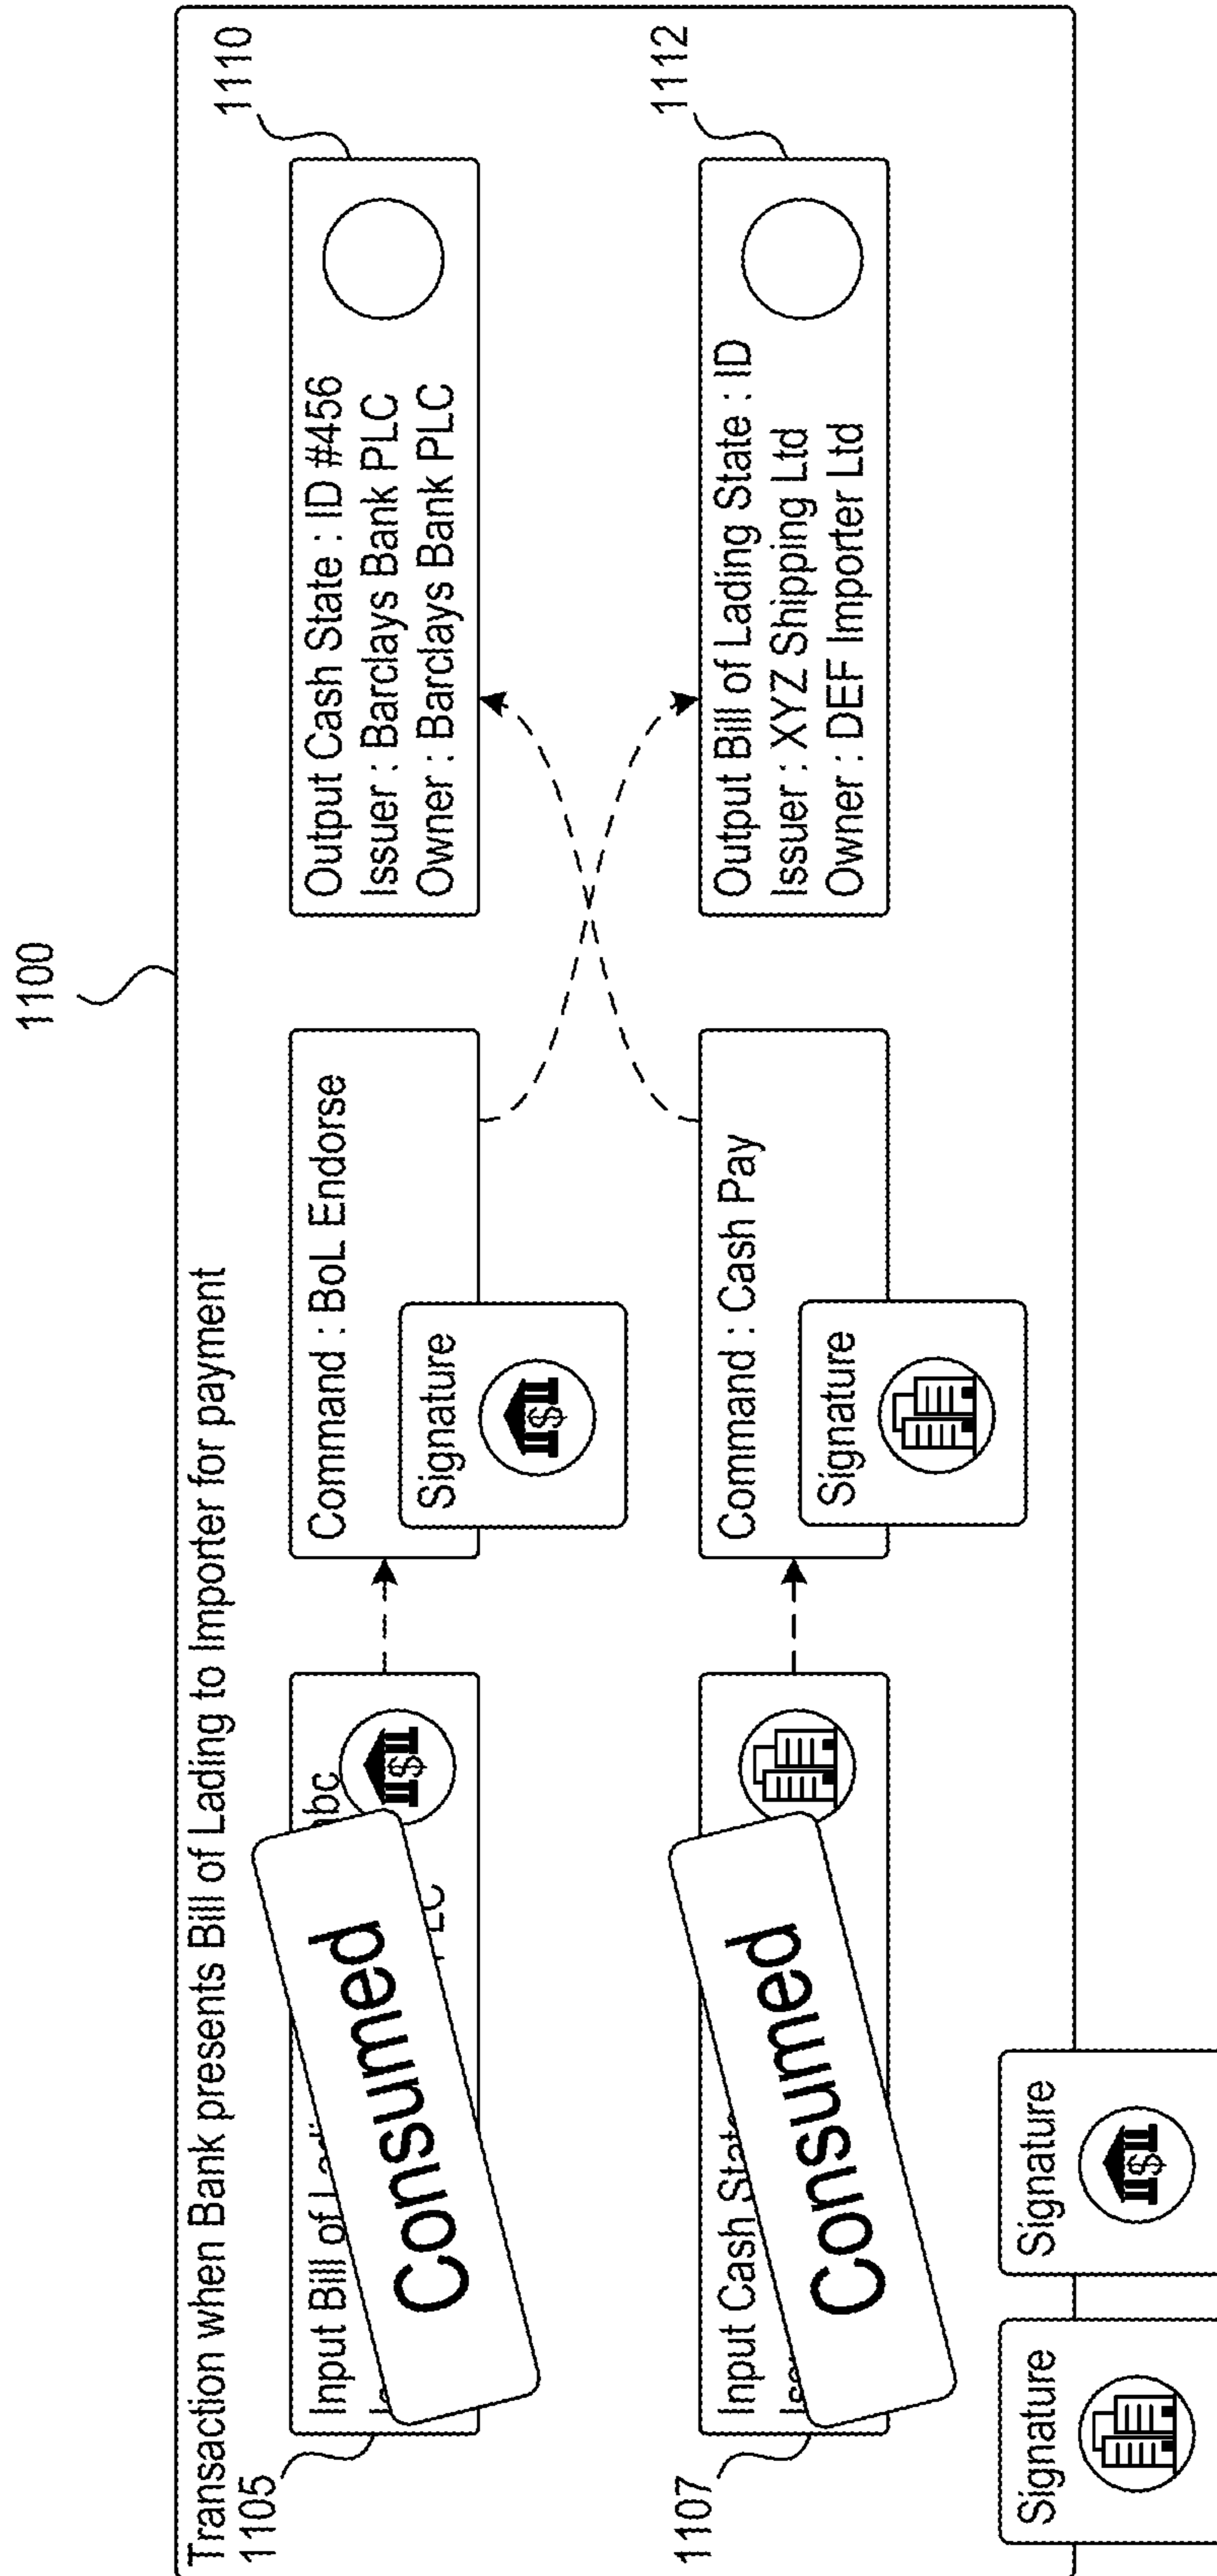 1100
Transaction when Bank presents Bill of Lading to Importer for payment
1105
Input Bill of
Consumed
Command : BoL Endorse
Signature
Output Cash State : ID #456
Issuer : Barclays Bank PLC
Owner : Barclays Bank PLC
1110
1107
Input Cash State
Consumed
Command : Cash Pay
Signature
Output Bill of Lading State : ID
Issuer : XYZ Shipping Ltd
Owner : DEF Importer Ltd
1112
Signature
Signature